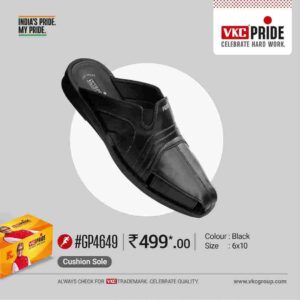 INDIA'S PRIDE.
MY PRIDE.
VKC PRIDE
CELEBRATE HARD WORK.
#GP4649
₹499*.00
Colour : Black
Size : 6x10
Cushion Sole
ALWAYS CHECK FOR VKC TRADEMARK. CELEBRATE QUALITY.
www.vkcgroup.com